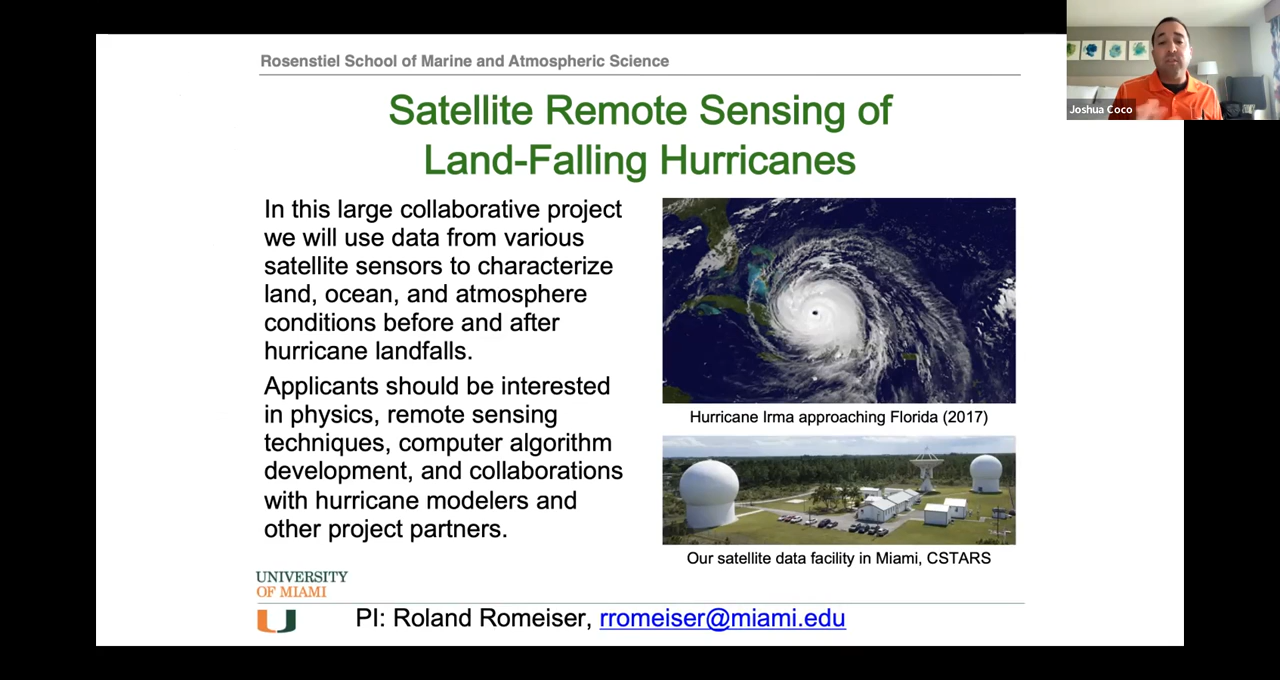 Rosenstiel School of Marine and Atmospheric Science
Satellite Remote Sensing of
Land-Falling Hurricanes
In this large collaborative project
we will use data from various
satellite sensors to characterize
land, ocean, and atmosphere
conditions before and after
hurricane landfalls.
Applicants should be interested
in physics, remote sensing
techniques, computer algorithm
development, and collaborations
with hurricane modelers and
other project partners.
Hurricane Irma approaching Florida (2017)
Our satellite data facility in Miami, CSTARS
UNIVERSITY
OF MIAMI
PI: Roland Romeiser, rromeiser@miami.edu
Joshua Coco